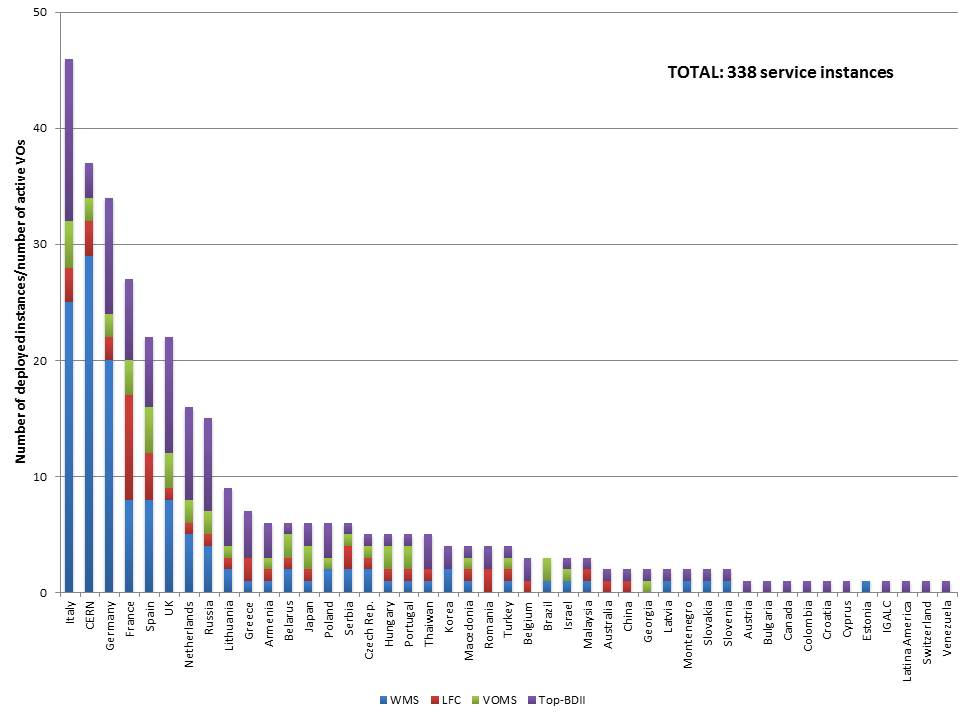 50
TOTAL: 338 service instances
40
30
20
10
0
Number of deployed instances/number of active VOs
Italy
CERN
Germany
France
Spain
UK
Netherlands
Russia
Lithuania
Greece
Armenia
Belarus
Japan
Poland
Serbia
Czech Rep.
Hungary
Portugal
Thaiwan
Korea
Macedonia
Romania
Turkey
Belgium
Brazil
Israel
Malaysia
Australia
China
Georgia
Latvia
Montenegro
Slovakia
Slovenia
Austria
Bulgaria
Canada
Colombia
Croatia
Cyprus
Estonia
IGALC
Latina America
Switzerland
Venezuela
WMS LFC VOMS Top-BDII